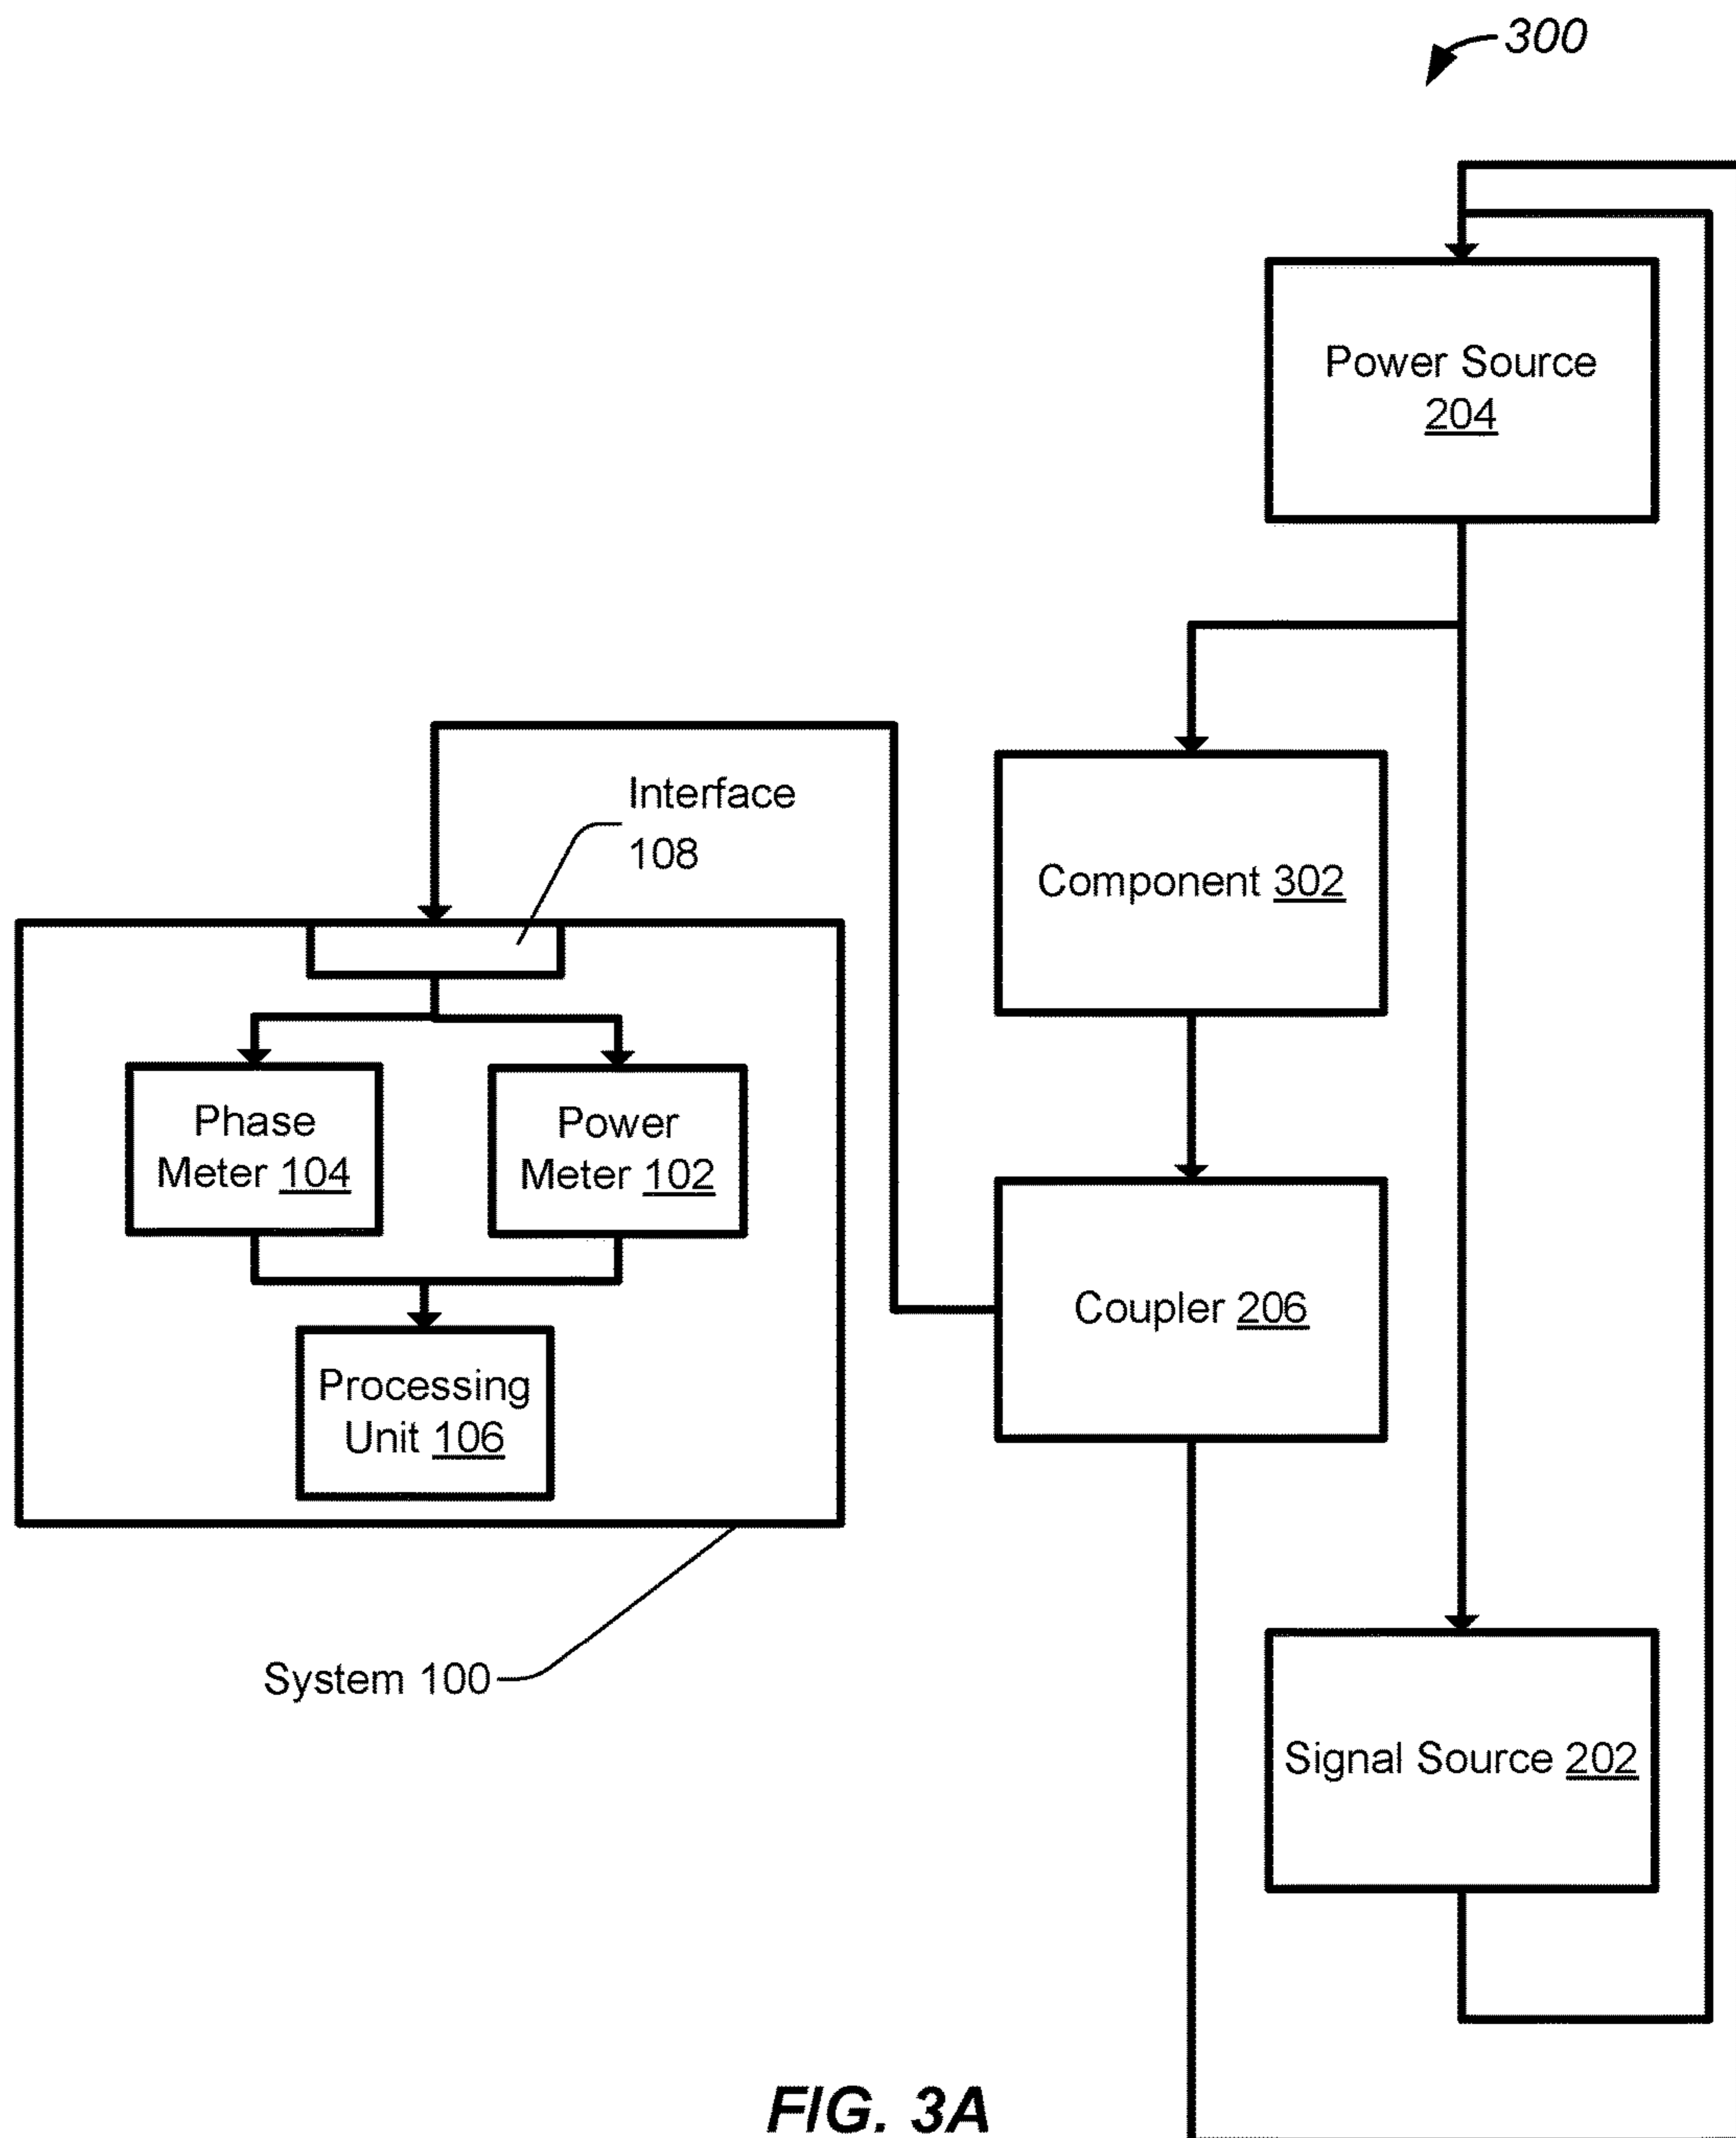 300
Power Source
204
Interface
108
Component 302
Phase
Meter 104
Power
Meter 102
Coupler 206
Processing
Unit 106
System 100
Signal Source 202
FIG. 3A